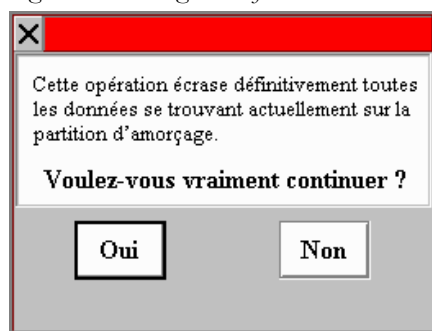 Cette opération écrase définitivement toutes
les données se trouvant actuellement sur la
partition d'amorçage.
Voulez-vous vraiment continuer ?
Oui
Non